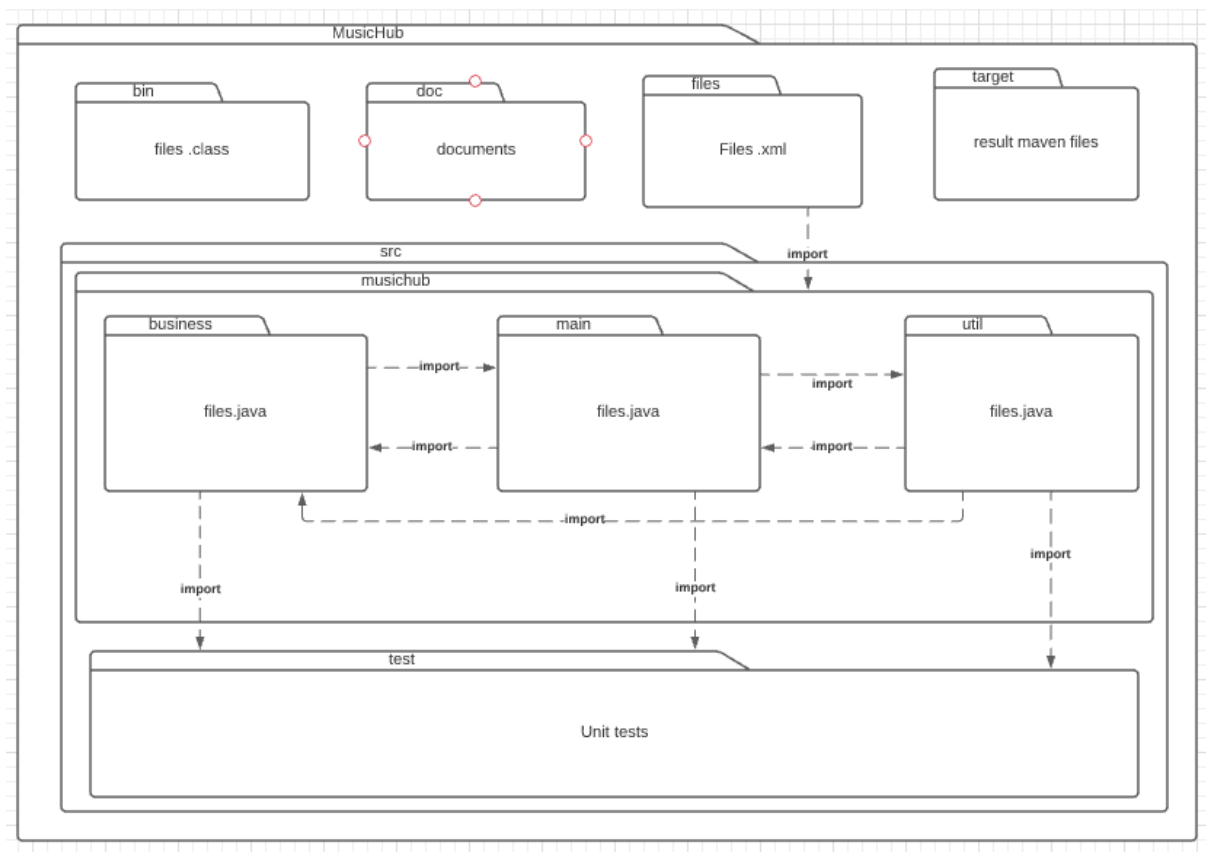 MusicHub
bin
files .class
doc
documents
files
Files .xml
target
result maven files
import
src
musichub
business
files.java
main
files.java
util
files.java
import
import
import
import
import
import
import
import
test
Unit tests